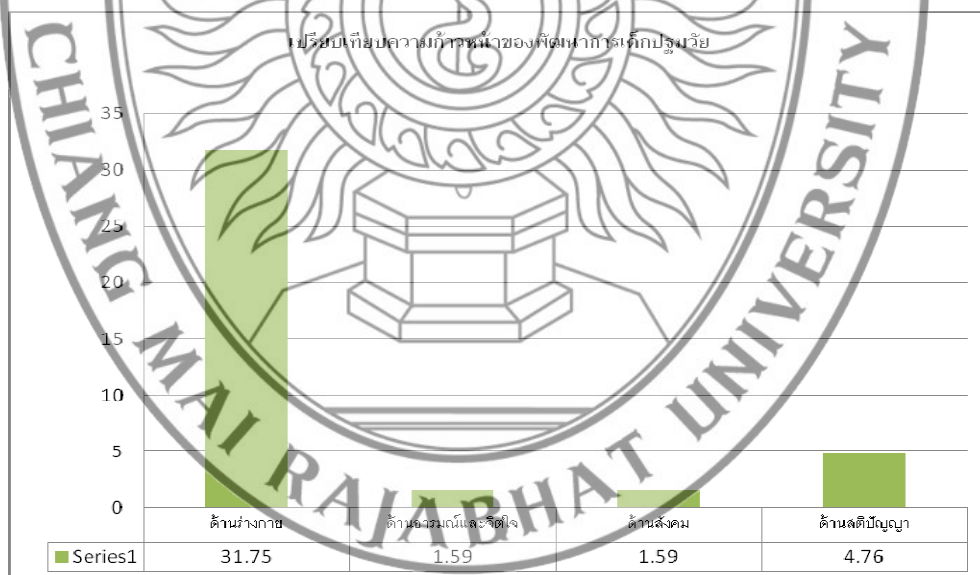 เปรียบเทียบความก้าวหน้าของพัฒนาการเด็กปฐมวัย
35
30
25
20
15
10
5
0
ด้านร่างกาย ด้านอารมณ์และจิตใจ ด้านสังคม ด้านสติปัญญา
Series1 31.75 1.59 1.59 4.76
CHIANG MAI RAJABHAT UNIVERSITY